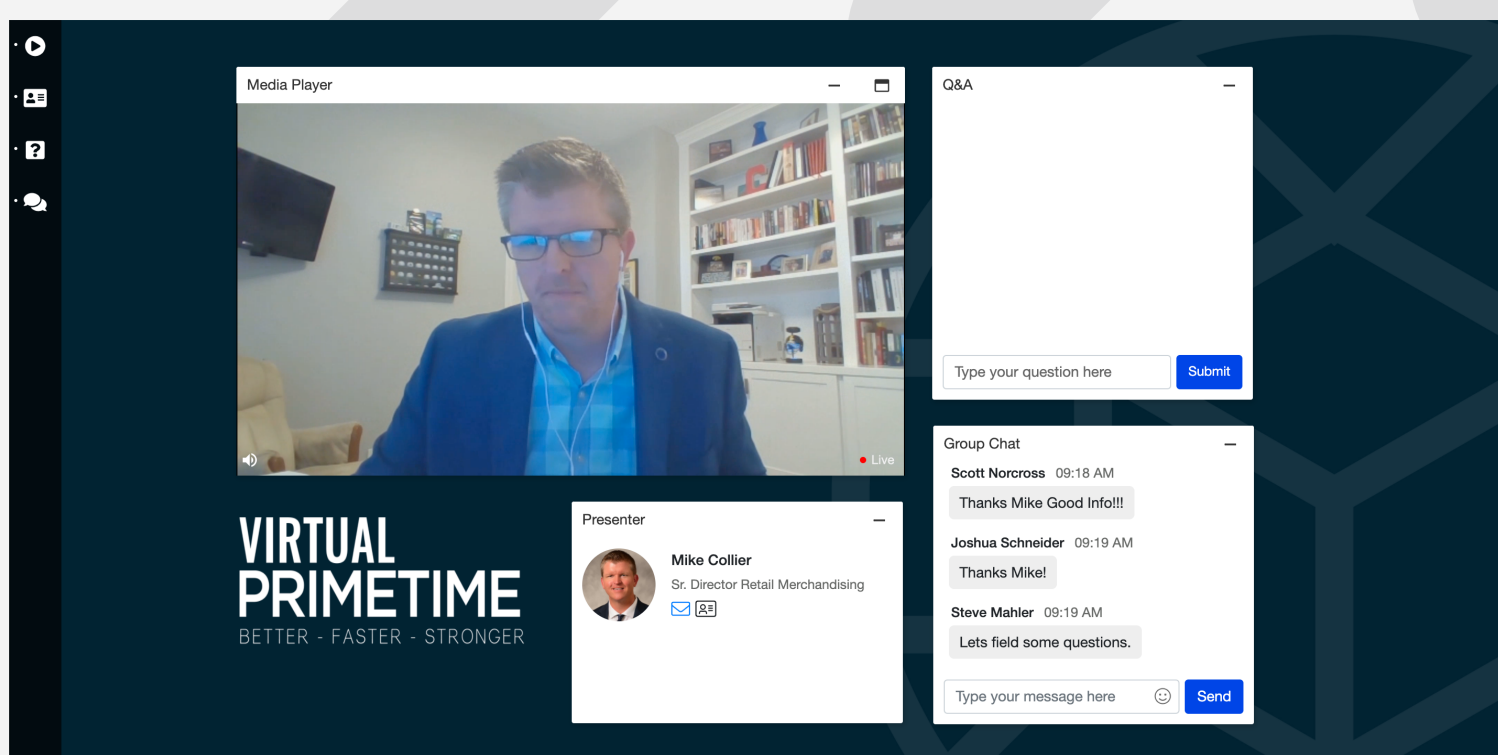 Media Player
Live
Q&A
Type your question here
Submit
VIRTUAL
PRIMETIME
BETTER - FASTER - STRONGER
Presenter
Mike Collier
Sr. Director Retail Merchandising
Group Chat
Scott Norcross 09:18 AM
Thanks Mike Good Info!!!
Joshua Schneider 09:19 AM
Thanks Mike!
Steve Mahler 09:19 AM
Lets field some questions.
Type your message here
Send